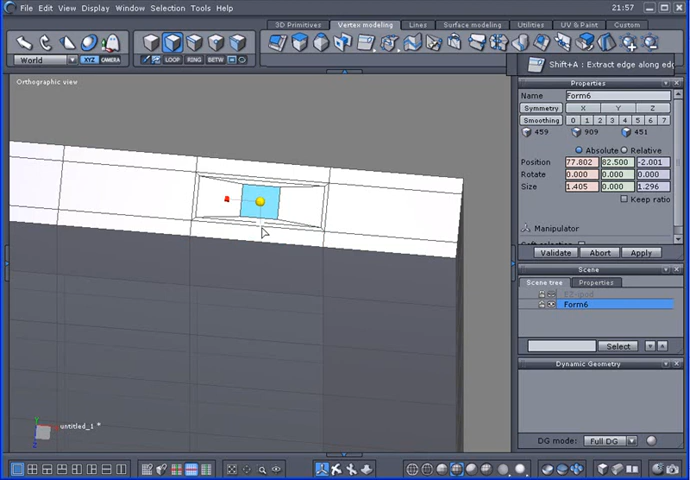 File Edit View Display Window Selection Tools Help
21:57
3D Primitives Vertex modeling Lines Surface modeling Utilities UV & Paint Custom
World XYZ CAMERA LOOP RING BETW
Shift+A : Extract edge along edg
Orthographic view
Properties
Name Form6
Symmetry X Y Z
Smoothing 0 1 2 3 4 5 6 7
459 909 451
Absolute Relative
Position 77.802 82.500 -2.001
Rotate 0.000 0.000 0.000
Size 1.405 0.000 1.296
Keep ratio
Manipulator
Validate Abort Apply
Scene
Scene tree Properties
Form6
Select
Dynamic Geometry
untitled_1 *
DG mode: Full DG